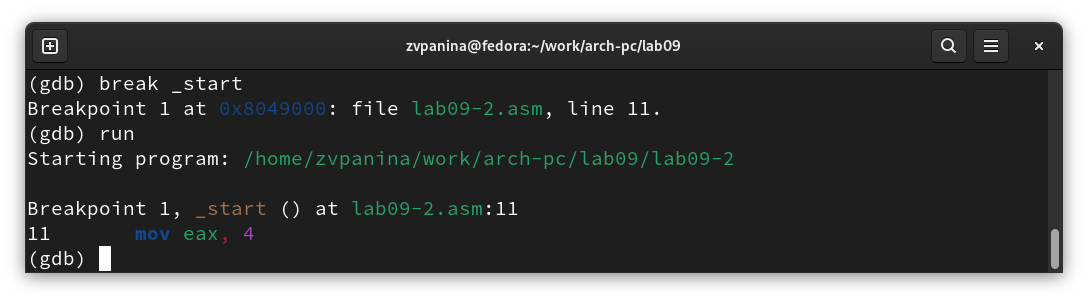 zvpanina@fedora:~/work/arch-pc/lab09
(gdb) break _start
Breakpoint 1 at 0x8049000: file lab09-2.asm, line 11.
(gdb) run
Starting program: /home/zvpanina/work/arch-pc/lab09/lab09-2
Breakpoint 1, _start () at lab09-2.asm:11
11        mov eax, 4
(gdb)